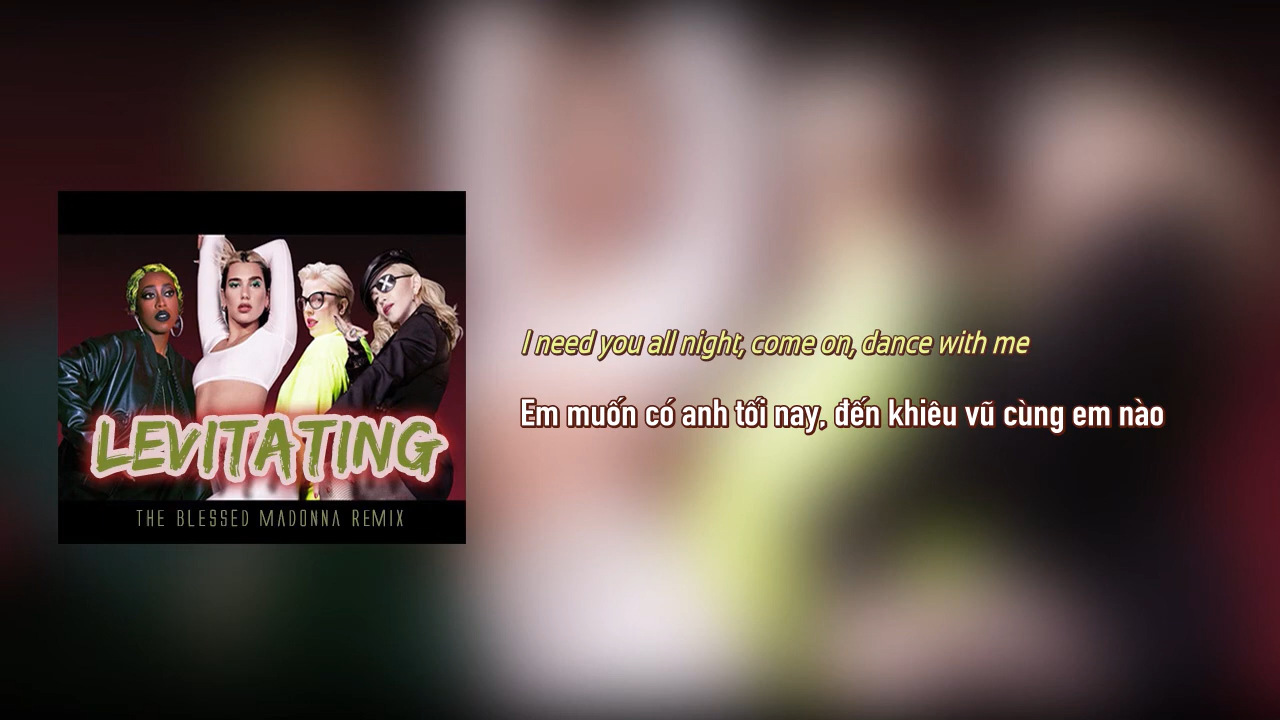 LEVITATING
THE BLESSED MADONNA REMIX
I need you all night, come on, dance with me
Em muốn có anh tối nay, đến khiêu vũ cùng em nào